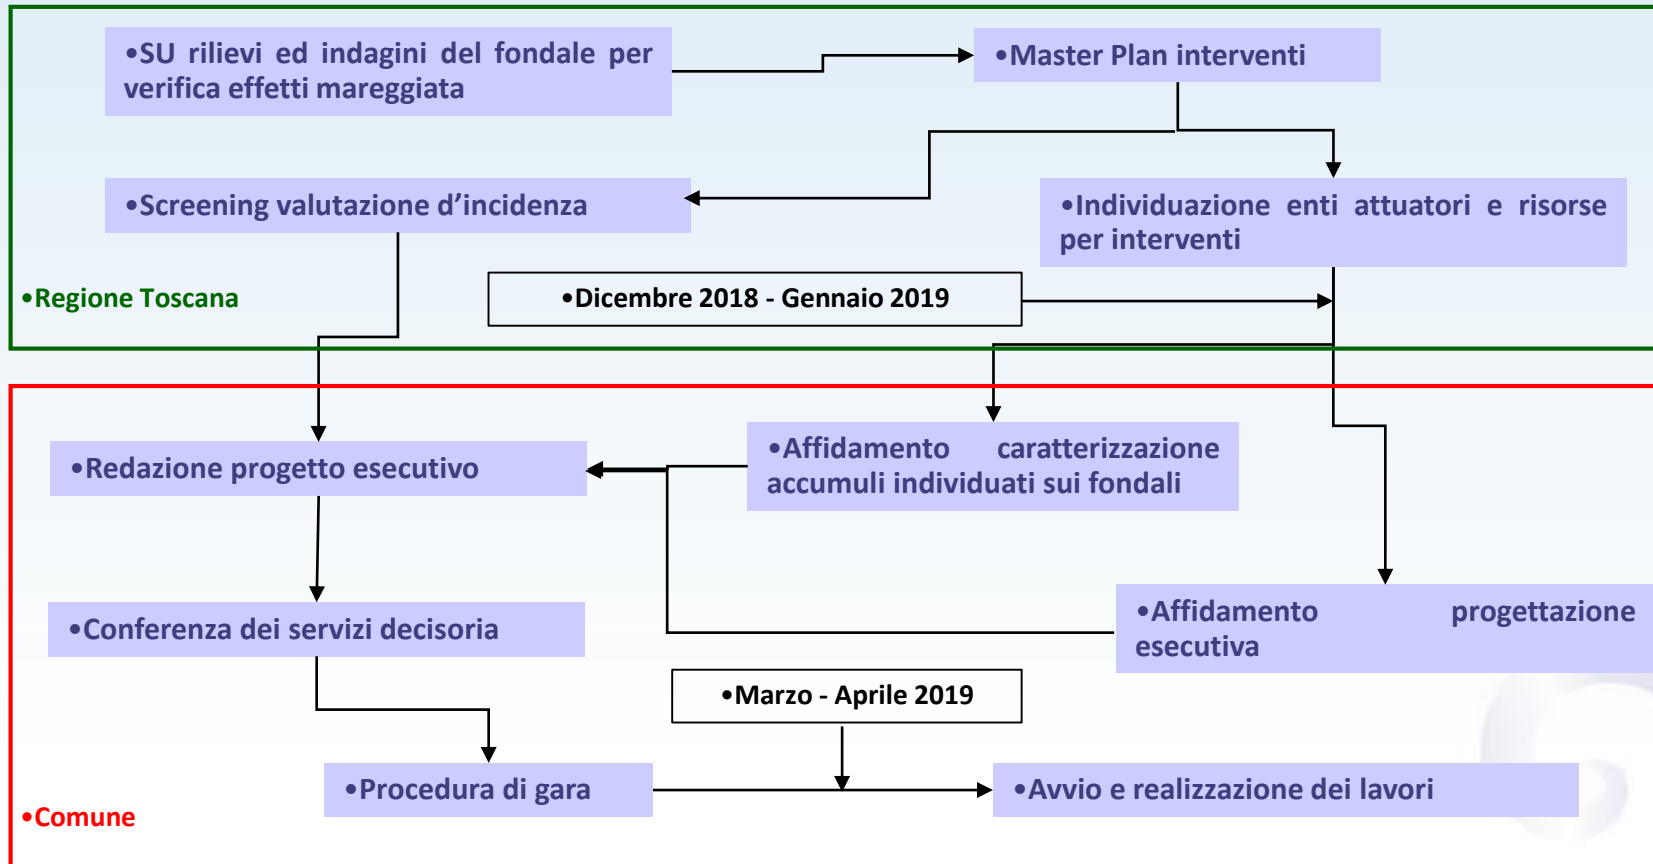 •SU rilievi ed indagini del fondale per
verifica effetti mareggiata
•Master Plan interventi
•Screening valutazione d'incidenza
•Individuazione enti attuatori e risorse
per interventi
•Regione Toscana
•Dicembre 2018 - Gennaio 2019
•Redazione progetto esecutivo
•Affidamento caratterizzazione
accumuli individuati sui fondali
•Conferenza dei servizi decisoria
•Affidamento progettazione
esecutiva
•Marzo - Aprile 2019
•Procedura di gara
•Avvio e realizzazione dei lavori
•Comune